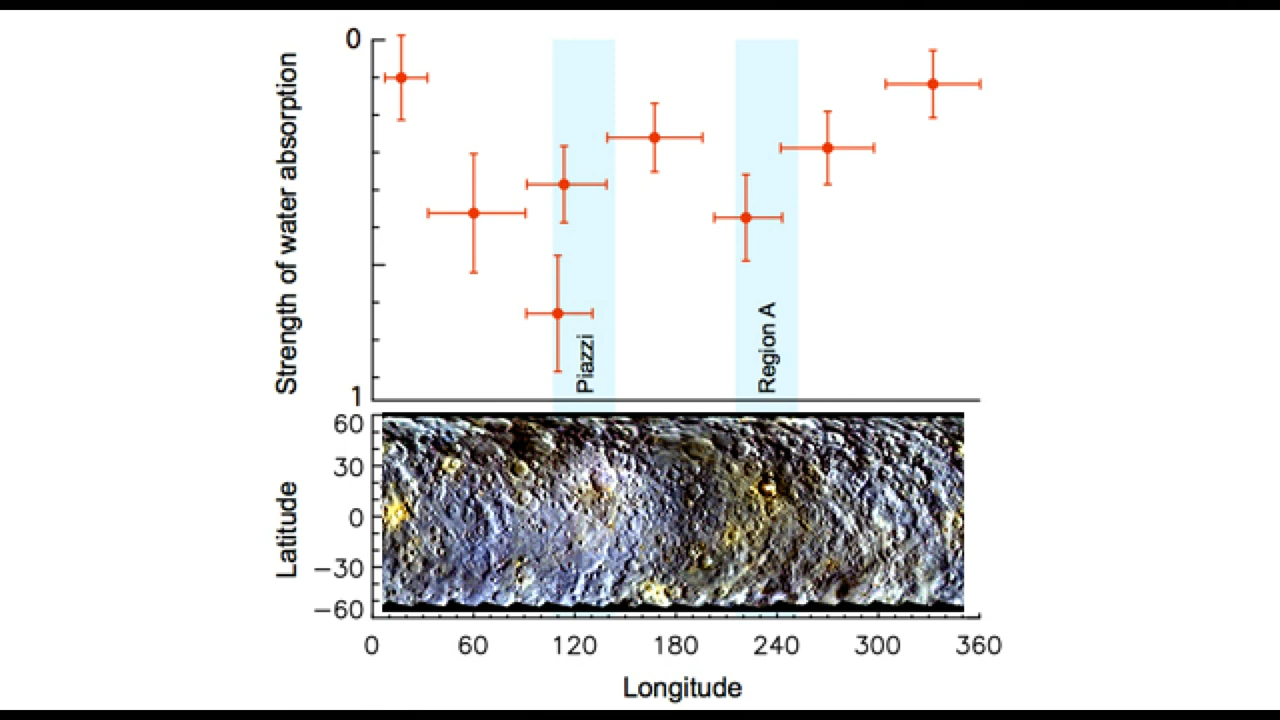 0
Strength of water absorption
Piazzi
Region A
1
60
30
0
−30
−60
Latitude
0 60 120 180 240 300 360
Longitude